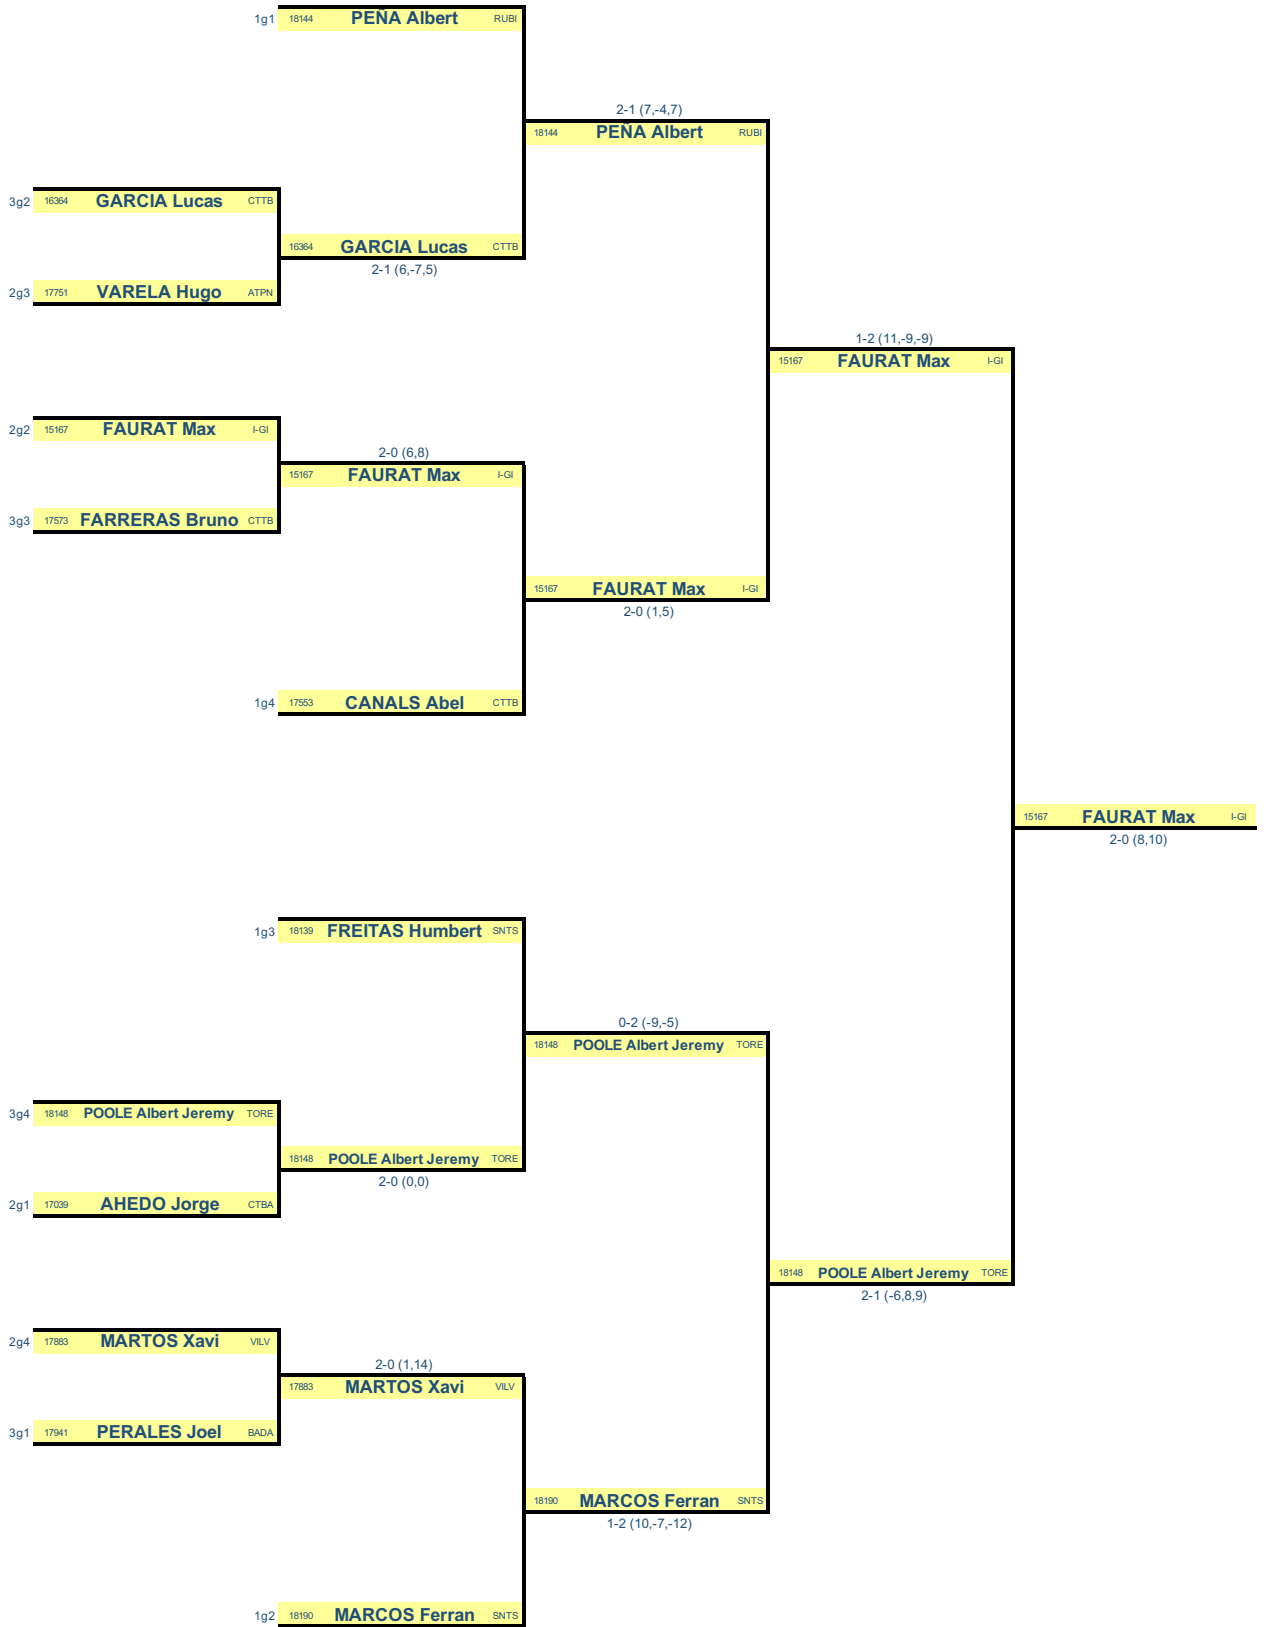 1g1 18144 PEÑA Albert RUBI
2-1 (7,-4,7)
18144 PEÑA Albert RUBI
3g2 16364 GARCIA Lucas CTTB
16364 GARCIA Lucas CTTB
2-1 (6,-7,5)
2g3 17751 VARELA Hugo ATPN
1-2 (11,-9,-9)
15167 FAURAT Max I-GI
2g2 15167 FAURAT Max I-GI
2-0 (6,8)
15167 FAURAT Max I-GI
3g3 17573 FARRERAS Bruno CTTB
15167 FAURAT Max I-GI
2-0 (1,5)
1g4 17553 CANALS Abel CTTB
15167 FAURAT Max I-GI
2-0 (8,10)
1g3 18139 FREITAS Humbert SNTS
0-2 (-9,-5)
18148 POOLE Albert Jeremy TORE
3g4 18148 POOLE Albert Jeremy TORE
18148 POOLE Albert Jeremy TORE
2-0 (0,0)
2g1 17039 AHEDO Jorge CTBA
18148 POOLE Albert Jeremy TORE
2-1 (-6,8,9)
2g4 17883 MARTOS Xavi VILV
2-0 (1,14)
17883 MARTOS Xavi VILV
3g1 17941 PERALES Joel BADA
18190 MARCOS Ferran SNTS
1-2 (10,-7,-12)
1g2 18190 MARCOS Ferran SNTS